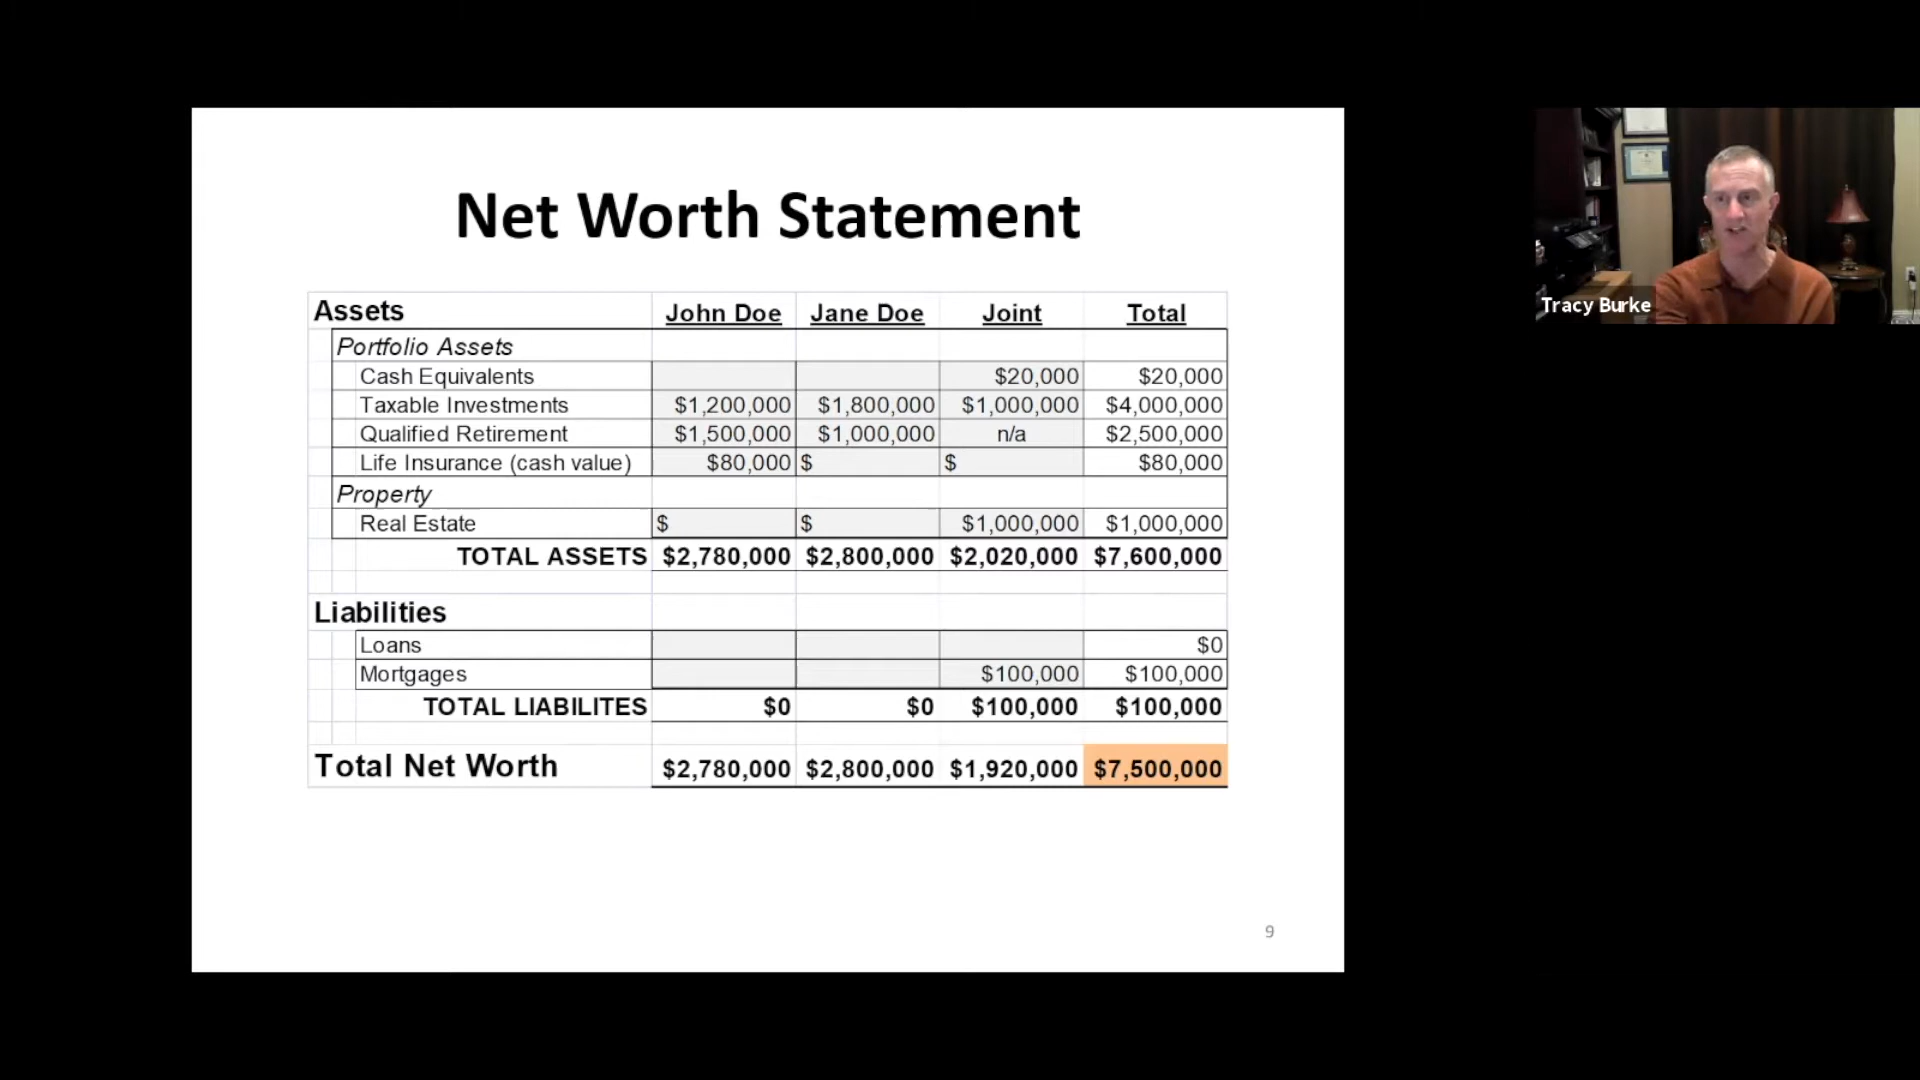 Net Worth Statement
Assets John Doe Jane Doe Joint Total
Portfolio Assets
Cash Equivalents $20,000 $20,000
Taxable Investments $1,200,000 $1,800,000 $1,000,000 $4,000,000
Qualified Retirement $1,500,000 $1,000,000 n/a $2,500,000
Life Insurance (cash value) $80,000 $ $ $80,000
Property
Real Estate $ $ $1,000,000 $1,000,000
TOTAL ASSETS $2,780,000 $2,800,000 $2,020,000 $7,600,000
Liabilities
Loans $0
Mortgages $100,000 $100,000
TOTAL LIABILITES $0 $0 $100,000 $100,000
Total Net Worth $2,780,000 $2,800,000 $1,920,000 $7,500,000
9
Tracy Burke